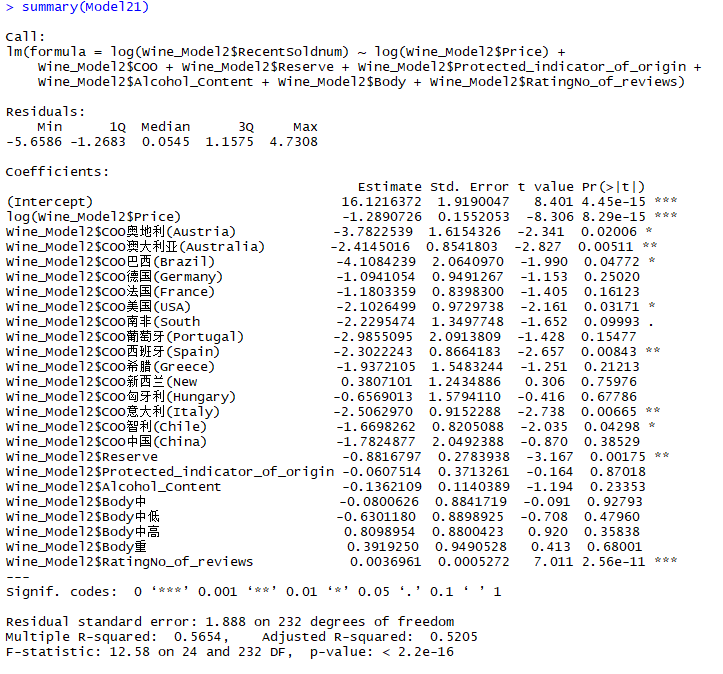 > summary(Model21)
Call:
lm(formula = log(Wine_Model2$RecentSoldnum) ~ log(Wine_Model2$Price) +
Wine_Model2$COO + Wine_Model2$Reserve + Wine_Model2$Protected_indicator_of_origin +
Wine_Model2$Alcohol_Content + Wine_Model2$Body + Wine_Model2$RatingNo_of_reviews)
Residuals:
Min 1Q Median 3Q Max
-5.6586 -1.2683 0.0545 1.1575 4.7308
Coefficients:
Estimate Std. Error t value Pr(>|t|)
(Intercept) 16.1216372 1.9190047 8.401 4.45e-15 ***
log(Wine_Model2$Price) -1.2890726 0.1552053 -8.306 8.29e-15 ***
Wine_Model2$COO奥地利(Austria) -3.7822539 1.6154326 -2.341 0.02006 *
Wine_Model2$COO澳大利亚(Australia) -2.4145016 0.8541803 -2.827 0.00511 **
Wine_Model2$COO巴西(Brazil) -4.1084239 2.0640970 -1.990 0.04772 *
Wine_Model2$COO德国(Germany) -1.0941054 0.9491267 -1.153 0.25020
Wine_Model2$COO法国(France) -1.1803359 0.8398300 -1.405 0.16123
Wine_Model2$COO美国(USA) -2.1026499 0.9729738 -2.161 0.03171 *
Wine_Model2$COO南非(South -2.2295474 1.3497748 -1.652 0.09993 .
Wine_Model2$COO葡萄牙(Portugal) -2.9855095 2.0913809 -1.428 0.15477
Wine_Model2$COO西班牙(Spain) -2.3022243 0.8664183 -2.657 0.00843 **
Wine_Model2$COO希腊(Greece) -1.9372105 1.5483244 -1.251 0.21213
Wine_Model2$COO新西兰(New 0.3807101 1.2434886 0.306 0.75976
Wine_Model2$COO匈牙利(Hungary) -0.6569013 1.5794110 -0.416 0.67786
Wine_Model2$COO意大利(Italy) -2.5062970 0.9152288 -2.738 0.00665 **
Wine_Model2$COO智利(Chile) -1.6698262 0.8205088 -2.035 0.04298 *
Wine_Model2$COO中国(China) -1.7824877 2.0492388 -0.870 0.38529
Wine_Model2$Reserve -0.8816797 0.2783938 -3.167 0.00175 **
Wine_Model2$Protected_indicator_of_origin -0.0607514 0.3713261 -0.164 0.87018
Wine_Model2$Alcohol_Content -0.1362109 0.1140389 -1.194 0.23353
Wine_Model2$Body中 -0.0800626 0.8841719 -0.091 0.92793
Wine_Model2$Body中低 -0.6301180 0.8898925 -0.708 0.47960
Wine_Model2$Body中高 0.8098954 0.8800423 0.920 0.35838
Wine_Model2$Body重 0.3919250 0.9490528 0.413 0.68001
Wine_Model2$RatingNo_of_reviews 0.0036961 0.0005272 7.011 2.56e-11 ***
---
Signif. codes: 0 ‘***’ 0.001 ‘**’ 0.01 ‘*’ 0.05 ‘.’ 0.1 ‘ ’ 1
Residual standard error: 1.888 on 232 degrees of freedom
Multiple R-squared: 0.5654, Adjusted R-squared: 0.5205
F-statistic: 12.58 on 24 and 232 DF, p-value: < 2.2e-16